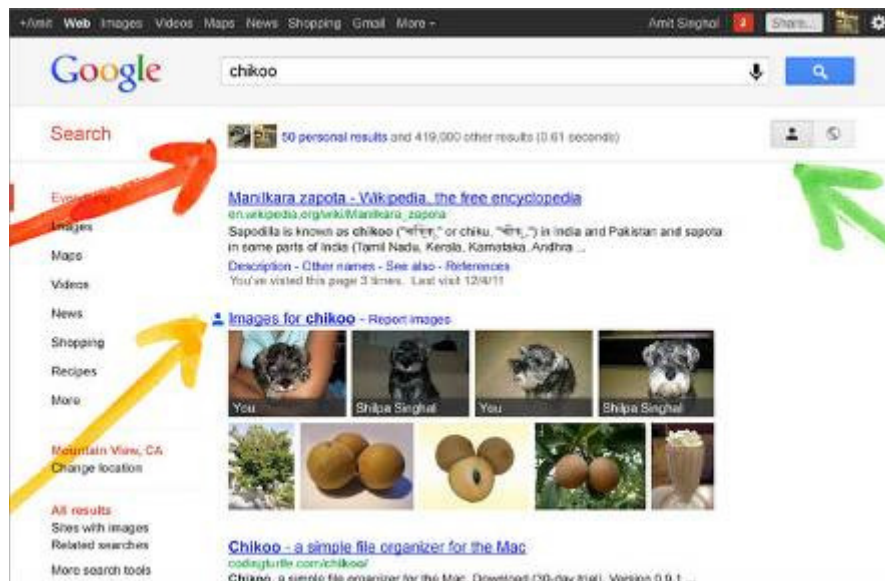 +Amit Web Images Videos Maps News Shopping Gmail More
Amit Singhal 2 Share...
Google
chikoo
Search
50 personal results and 419,000 other results (0.61 seconds)
Everything
Images
Maps
Videos
News
Shopping
Recipes
More
Mountain View, CA
Change location
All results
Sites with images
Related searches
More search tools
Manilkara zapota - Wikipedia, the free encyclopedia
en.wikipedia.org/wiki/Manilkara_zapota
Sapodilla is known as chikoo (" " or chiku, " ") in India and Pakistan and sapota
in some parts of India (Tamil Nadu, Kerala, Karnataka, Andhra ...
Description - Other names - See also - References
You've visited this page 3 times. Last visit 12/4/11
Images for chikoo - Report images
You
Shilpa Singhal
You
Shilpa Singhal
Chikoo - a simple file organizer for the Mac
codingturtle.com/chikoo/
Chikoo, a simple file organizer for the Mac. Download (30-day trial). Version 0.9.1 ...